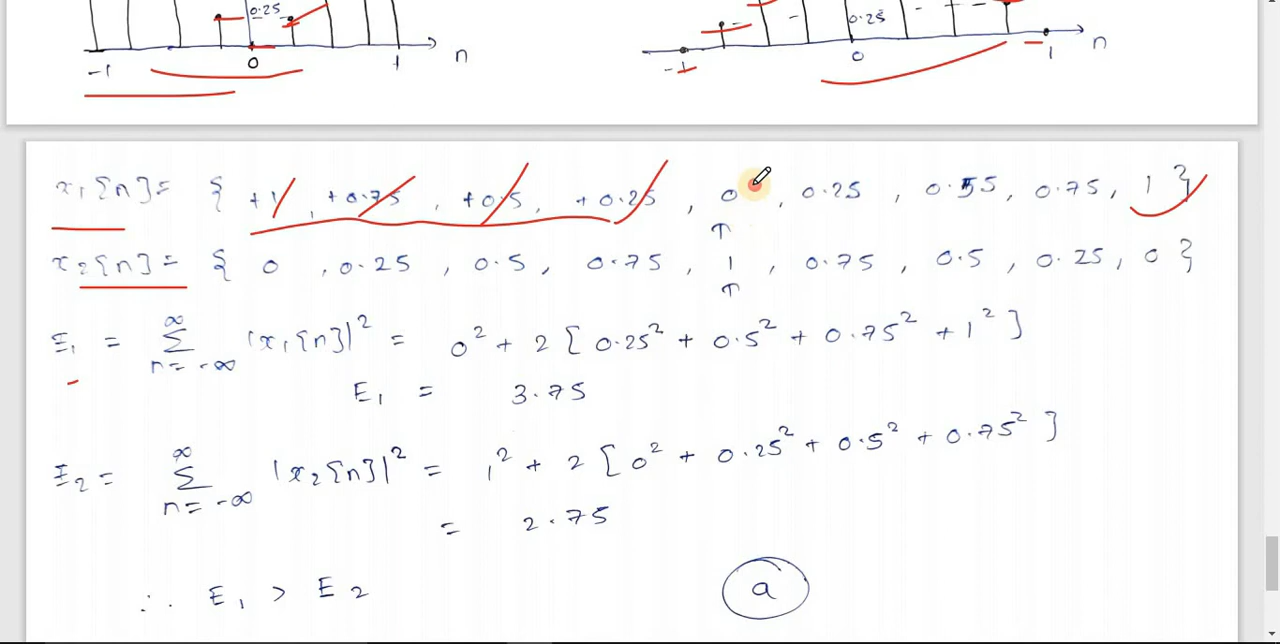 0.25 0.25
-1 0 1 n -1 0 1 n
x₁[n] = { +1, +0.75, +0.5, +0.25, 0, 0.25, 0.55, 0.75, 1 }
↑
x₂[n] = { 0, 0.25, 0.5, 0.75, 1, 0.75, 0.5, 0.25, 0 }
↑
E₁ = ∞ Σ n=-∞ |x₁[n]|² = 0² + 2 [ 0.25² + 0.5² + 0.75² + 1² ]
E₁ = 3.75
E₂ = ∞ Σ n=-∞ |x₂[n]|² = 1² + 2 [ 0² + 0.25² + 0.5² + 0.75² ]
= 2.75
∴ E₁ > E₂ a